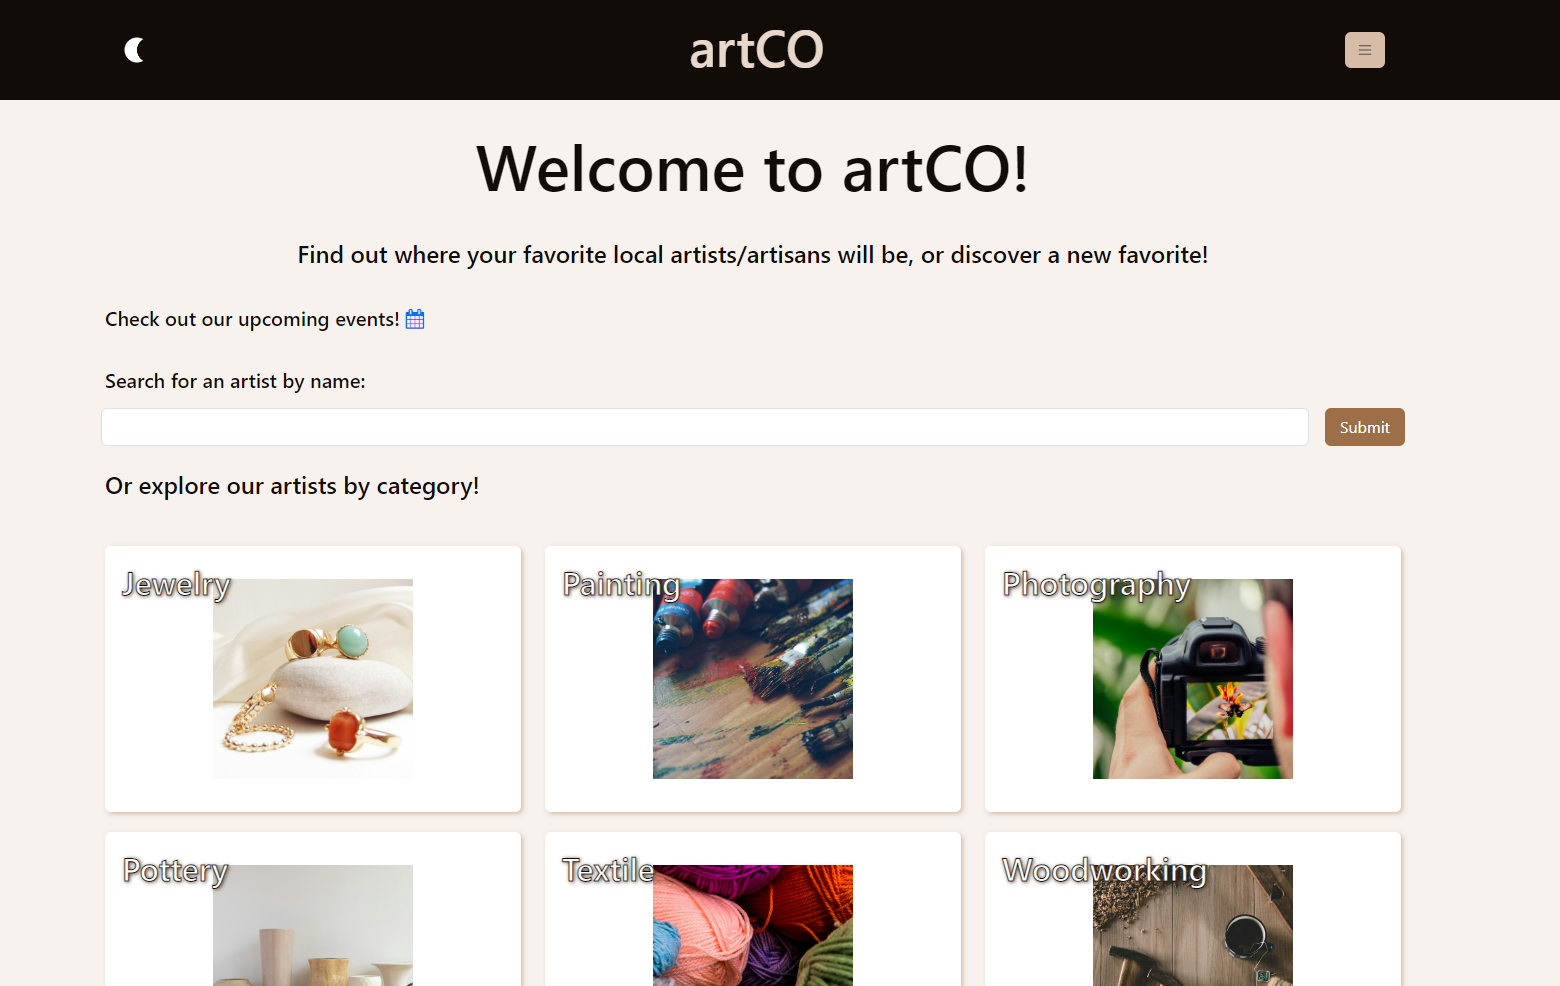 artCO
Welcome to artCO!
Find out where your favorite local artists/artisans will be, or discover a new favorite!
Check out our upcoming events!
Search for an artist by name:
Submit
Or explore our artists by category!
Jewelry
Painting
Photography
Pottery
Textile
Woodworking